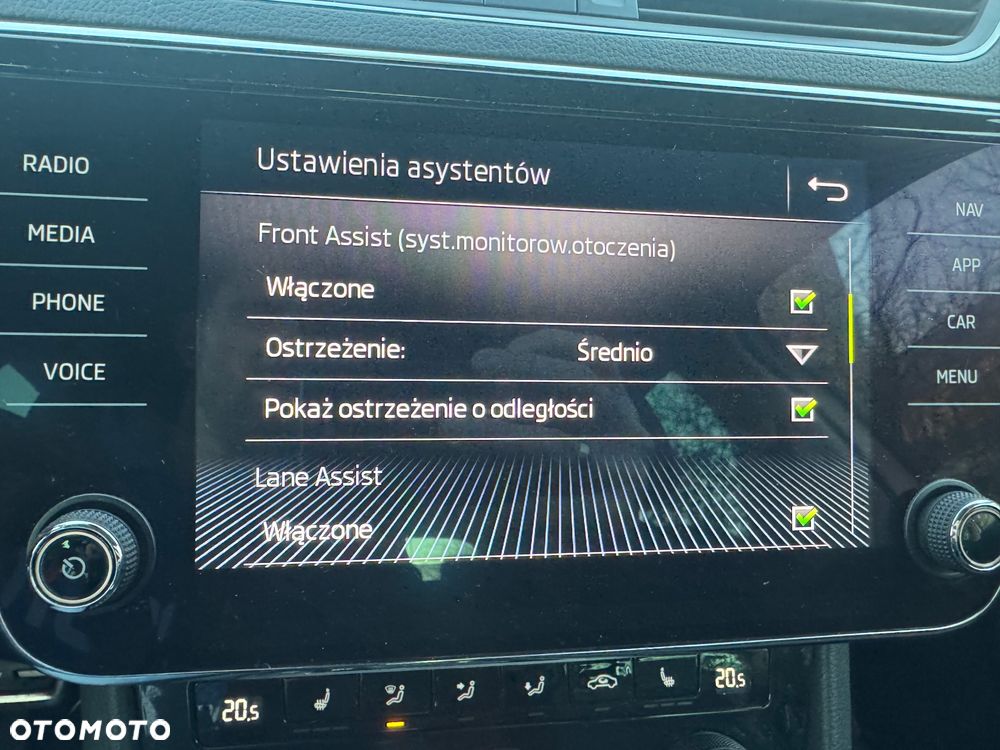 Ustawienia asystentów
RADIO
MEDIA
PHONE
VOICE
Front Assist (syst.monitorow.otoczenia)
Włączone
Ostrzeżenie: Średnio
Pokaż ostrzeżenie o odległości
Lane Assist
Włączone
NAV
APP
CAR
MENU
20.5
20.5
OTOMOTO